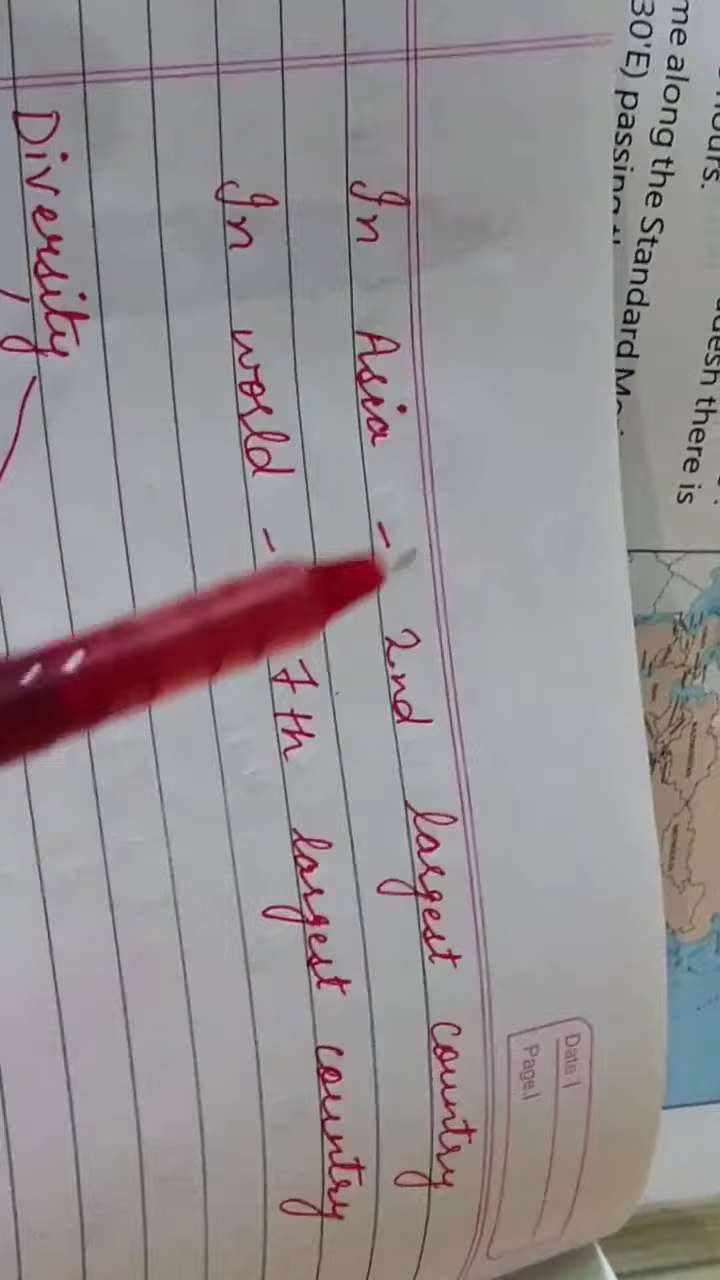 hours.
desh there is
me along the Standard
30'E) passing
Date
Page
In Asia - 2nd largest country
In world - 7th largest country
Diversity